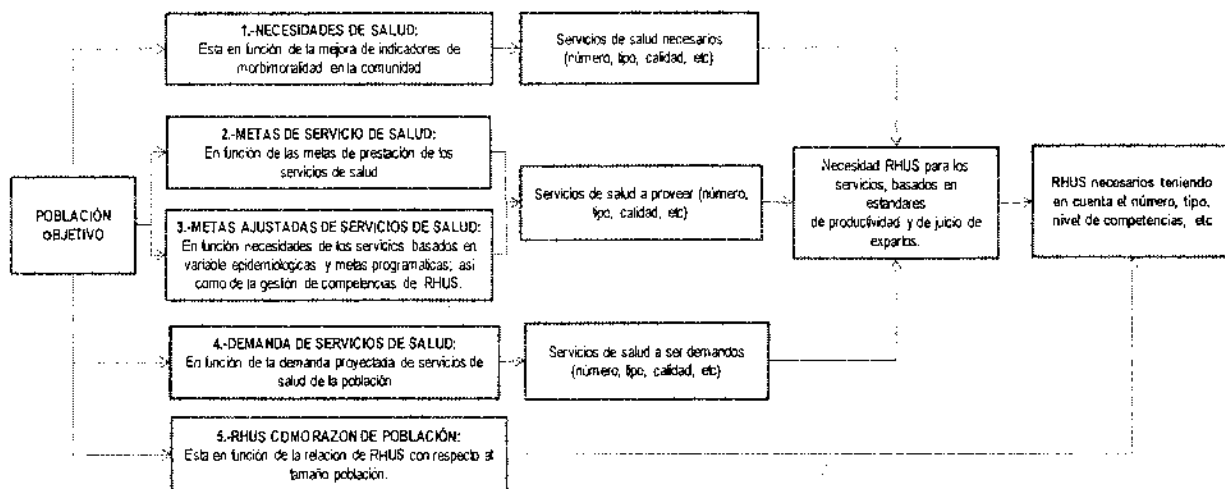 1.-NECESIDADES DE SALUD:
Esta en función de la mejora de indicadores de
morbimoralidad en la comunidad
Servicios de salud necesarios
(número, tipo, calidad, etc)
2.-METAS DE SERVICIO DE SALUD:
En función de las metas de prestación de los
servicios de salud
POBLACIÓN
OBJETIVO
3.-METAS AJUSTADAS DE SERVICIOS DE SALUD:
En función necesidades de los servicios basados en
variable epidemiologicas y metas programaticas; asi
como de la gestión de competencias de RHUS.
Servicios de salud a proveer (número,
tipo, calidad, etc)
Necesidad RHUS para los
servicios, basados en
estándares
de productividad y de juicio de
expertos.
RHUS necesarios teniendo
en cuenta el número, tipo,
nivel de competencias, etc
4.-DEMANDA DE SERVICIOS DE SALUD:
En función de la demanda proyectada de servicios de
salud de la población
Servicios de salud a ser demandos
(número, tipo, calidad, etc)
5.-RHUS COMO RAZON DE POBLACIÓN:
Esta en función de la relacion de RHUS con respecto al
tamaño población.